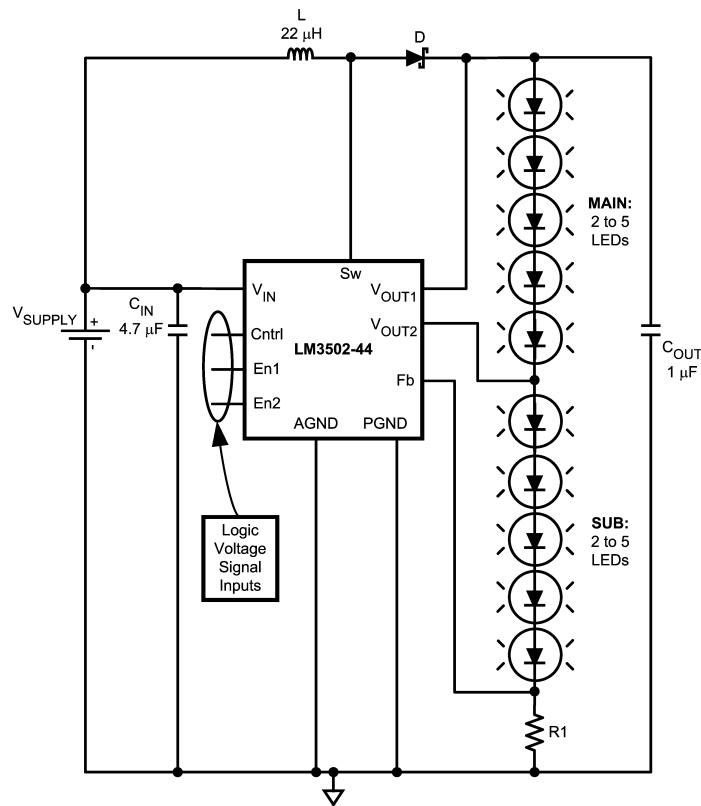 L
22 μH
D
MAIN:
2 to 5
LEDs
Sw
VIN
VOUT1
CIN
4.7 μF
VSUPPLY
+
-
VOUT2
Cntrl
LM3502-44
En1
Fb
En2
COUT
1 μF
AGND
PGND
Logic
Voltage
Signal
Inputs
SUB:
2 to 5
LEDs
R1